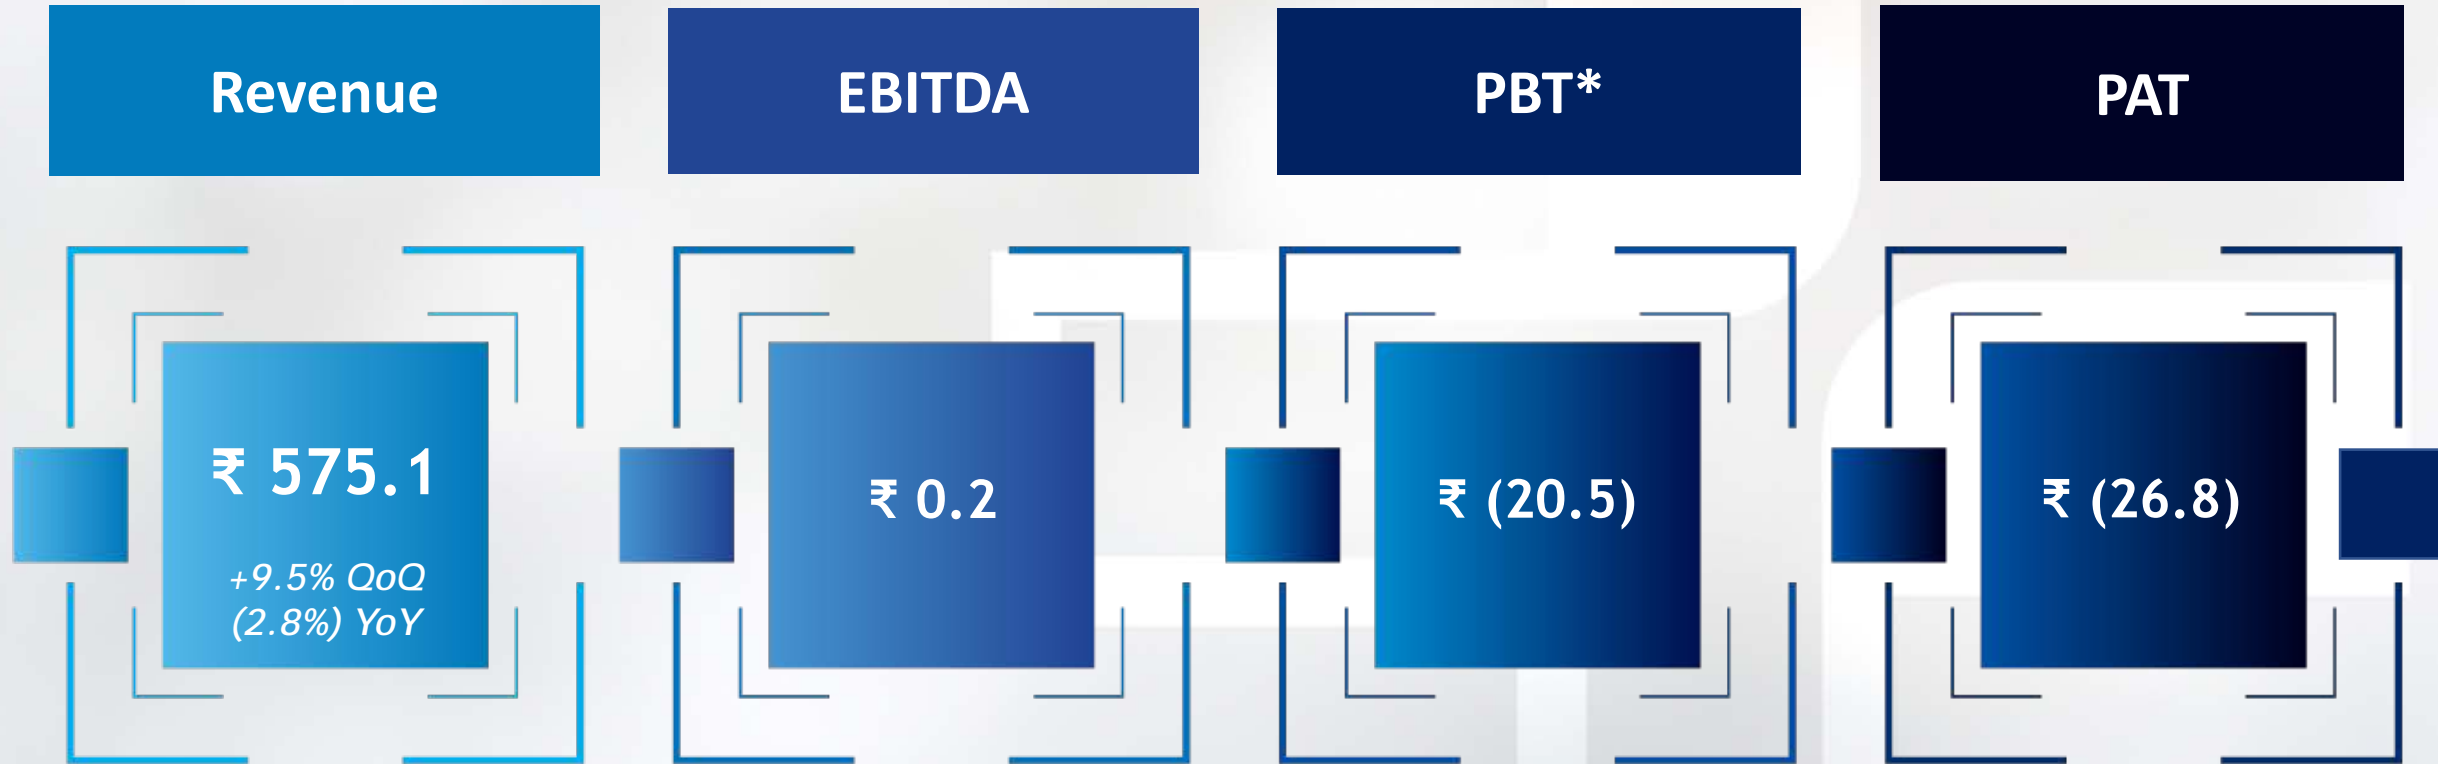 Revenue
EBITDA
PBT*
PAT
₹ 575.1
+9.5% QoQ
(2.8%) YoY
₹ 0.2
₹ (20.5)
₹ (26.8)